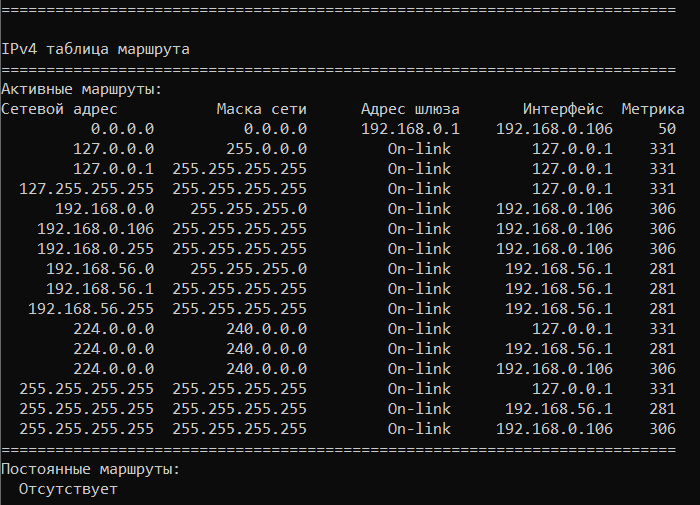 ===========================================================================
IPv4 таблица маршрута
===========================================================================
Активные маршруты:
Сетевой адрес           Маска сети      Адрес шлюза       Интерфейс  Метрика
          0.0.0.0          0.0.0.0      192.168.0.1    192.168.0.106     50
        127.0.0.0        255.0.0.0         On-link         127.0.0.1    331
        127.0.0.1  255.255.255.255         On-link         127.0.0.1    331
  127.255.255.255  255.255.255.255         On-link         127.0.0.1    331
      192.168.0.0    255.255.255.0         On-link     192.168.0.106    306
    192.168.0.106  255.255.255.255         On-link     192.168.0.106    306
    192.168.0.255  255.255.255.255         On-link     192.168.0.106    306
     192.168.56.0    255.255.255.0         On-link      192.168.56.1    281
     192.168.56.1  255.255.255.255         On-link      192.168.56.1    281
   192.168.56.255  255.255.255.255         On-link      192.168.56.1    281
        224.0.0.0        240.0.0.0         On-link         127.0.0.1    331
        224.0.0.0        240.0.0.0         On-link      192.168.56.1    281
        224.0.0.0        240.0.0.0         On-link     192.168.0.106    306
  255.255.255.255  255.255.255.255         On-link         127.0.0.1    331
  255.255.255.255  255.255.255.255         On-link      192.168.56.1    281
  255.255.255.255  255.255.255.255         On-link     192.168.0.106    306
===========================================================================
Постоянные маршруты:
  Отсутствует